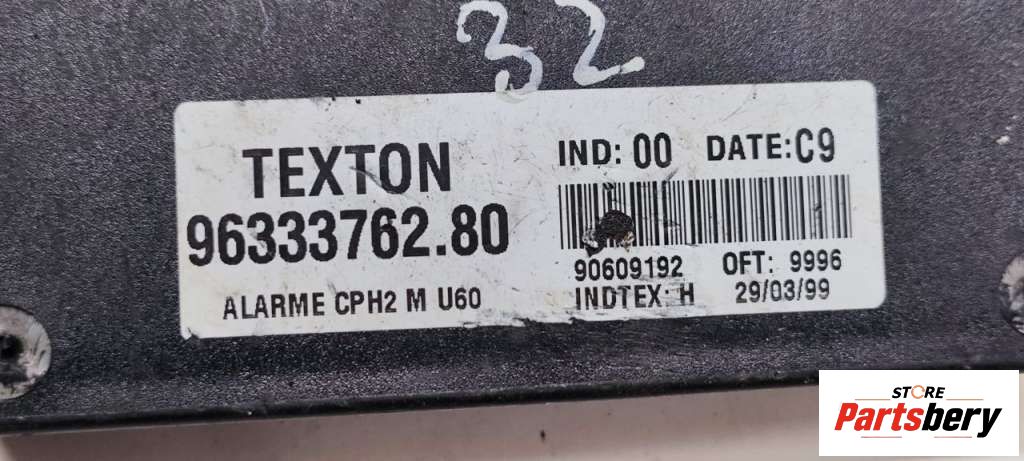 32
TEXTON
96333762.80
ALARME CPH2 M U60
IND: 00 DATE:C9
90609192 OFT: 9996
INDTEX: H 29/03/99
STORE
Partsbery